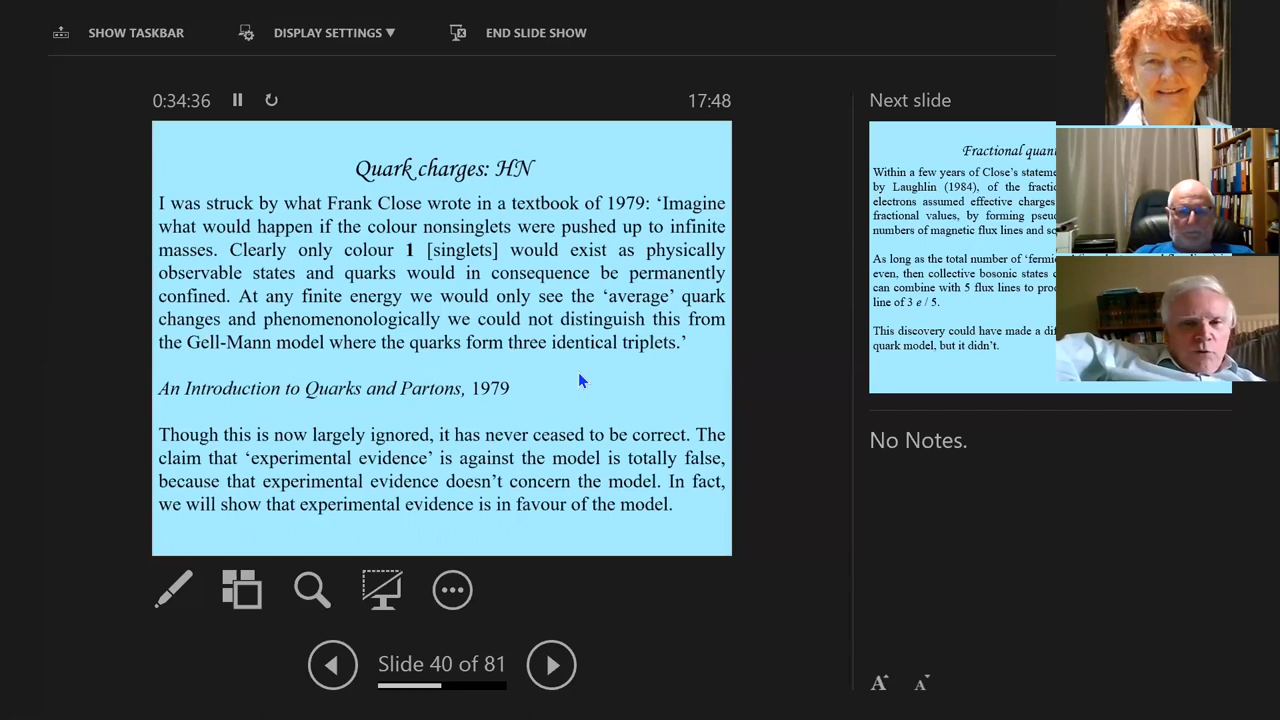 SHOW TASKBAR
DISPLAY SETTINGS ▼
END SLIDE SHOW
0:34:36
17:48
Quark charges: HN
I was struck by what Frank Close wrote in a textbook of 1979: ‘Imagine
what would happen if the colour nonsinglets were pushed up to infinite
masses. Clearly only colour 1 [singlets] would exist as physically
observable states and quarks would in consequence be permanently
confined. At any finite energy we would only see the ‘average’ quark
changes and phenomenonologically we could not distinguish this from
the Gell-Mann model where the quarks form three identical triplets.’
An Introduction to Quarks and Partons, 1979
Though this is now largely ignored, it has never ceased to be correct. The
claim that ‘experimental evidence’ is against the model is totally false,
because that experimental evidence doesn’t concern the model. In fact,
we will show that experimental evidence is in favour of the model.
Slide 40 of 81
Next slide
Fractional
Within a few years of Close’s
by Laughlin (1984), of the
electrons assumed effective charges
fractional values, by forming
numbers of magnetic flux lines and
As long as the total number of
even, then collective bosonic states
can combine with 5 flux lines to
line of 3 e / 5.
This discovery could have made a
quark model, but it didn’t.
No Notes.
A A